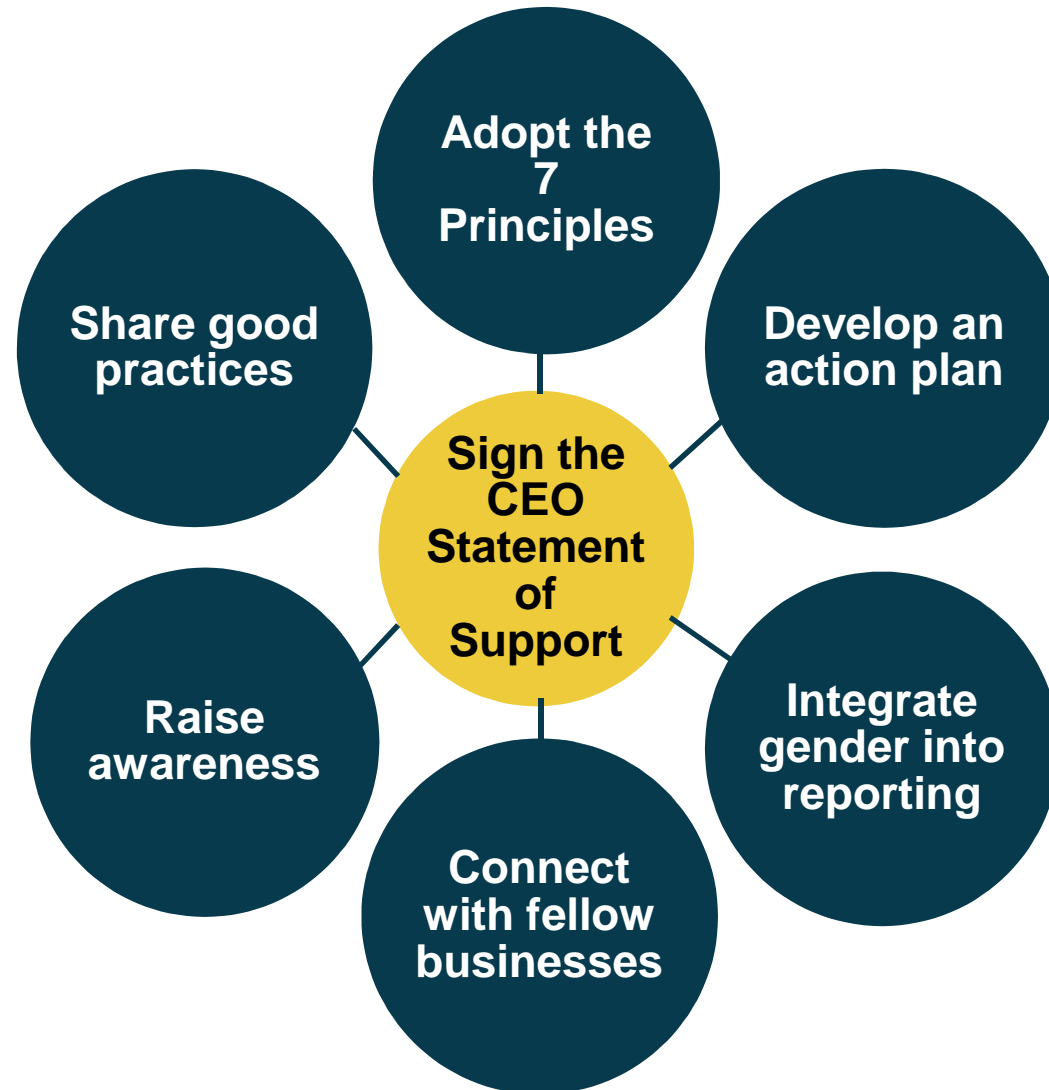 Adopt the
7
Principles
Develop an
action plan
Integrate
gender into
reporting
Connect
with fellow
businesses
Raise
awareness
Share good
practices
Sign the
CEO
Statement
of
Support